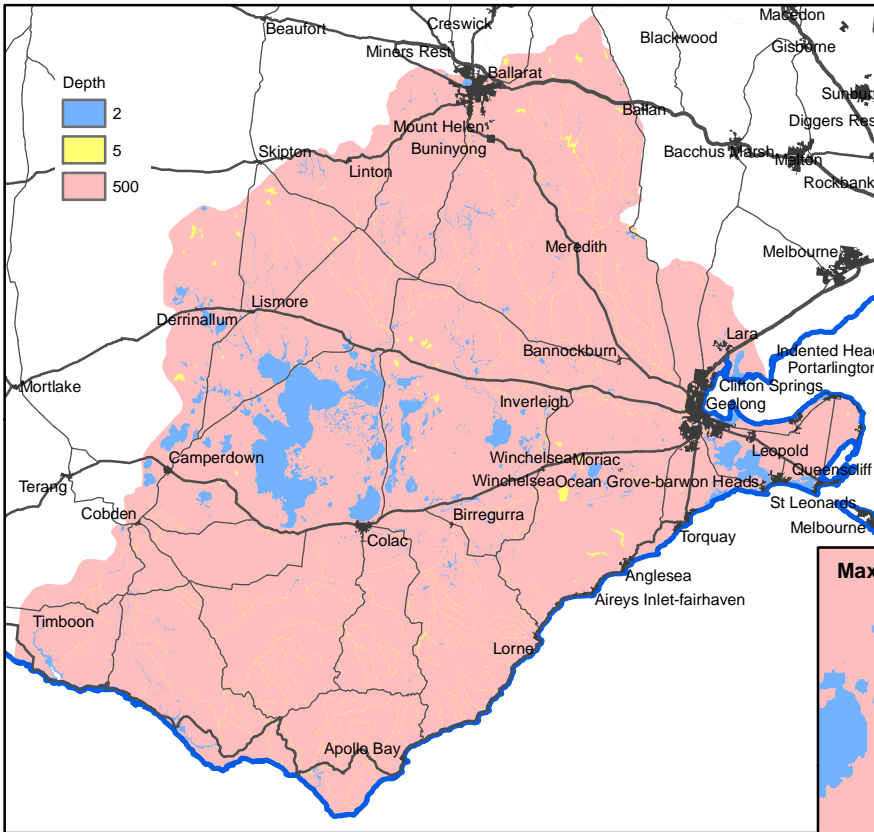 Beaufort
Creswick
Macedon
Miners Rest
Blackwood
Gisborne
Depth
Ballarat
2
Sunbury
Ballan
Mount Helen
Diggers Res
5
Buninyong
Bacchus Marsh
Melton
Skipton
Linton
Rockbank
500
Meredith
Melbourne
Lismore
Derrinallum
Lara
Bannockburn
Indented Head
Portarlington
Mortlake
Clifton Springs
Inverleigh
Geelong
Camperdown
Winchelsea
Moriac
Leopold
Terang
Winchelsea
Ocean Grove-barwon Heads
Queenscliff
Cobden
Birregurra
St Leonards
Colac
Torquay
Melbourne
Anglesea
Max
Aireys Inlet-fairhaven
Timboon
Lorne
Apollo Bay